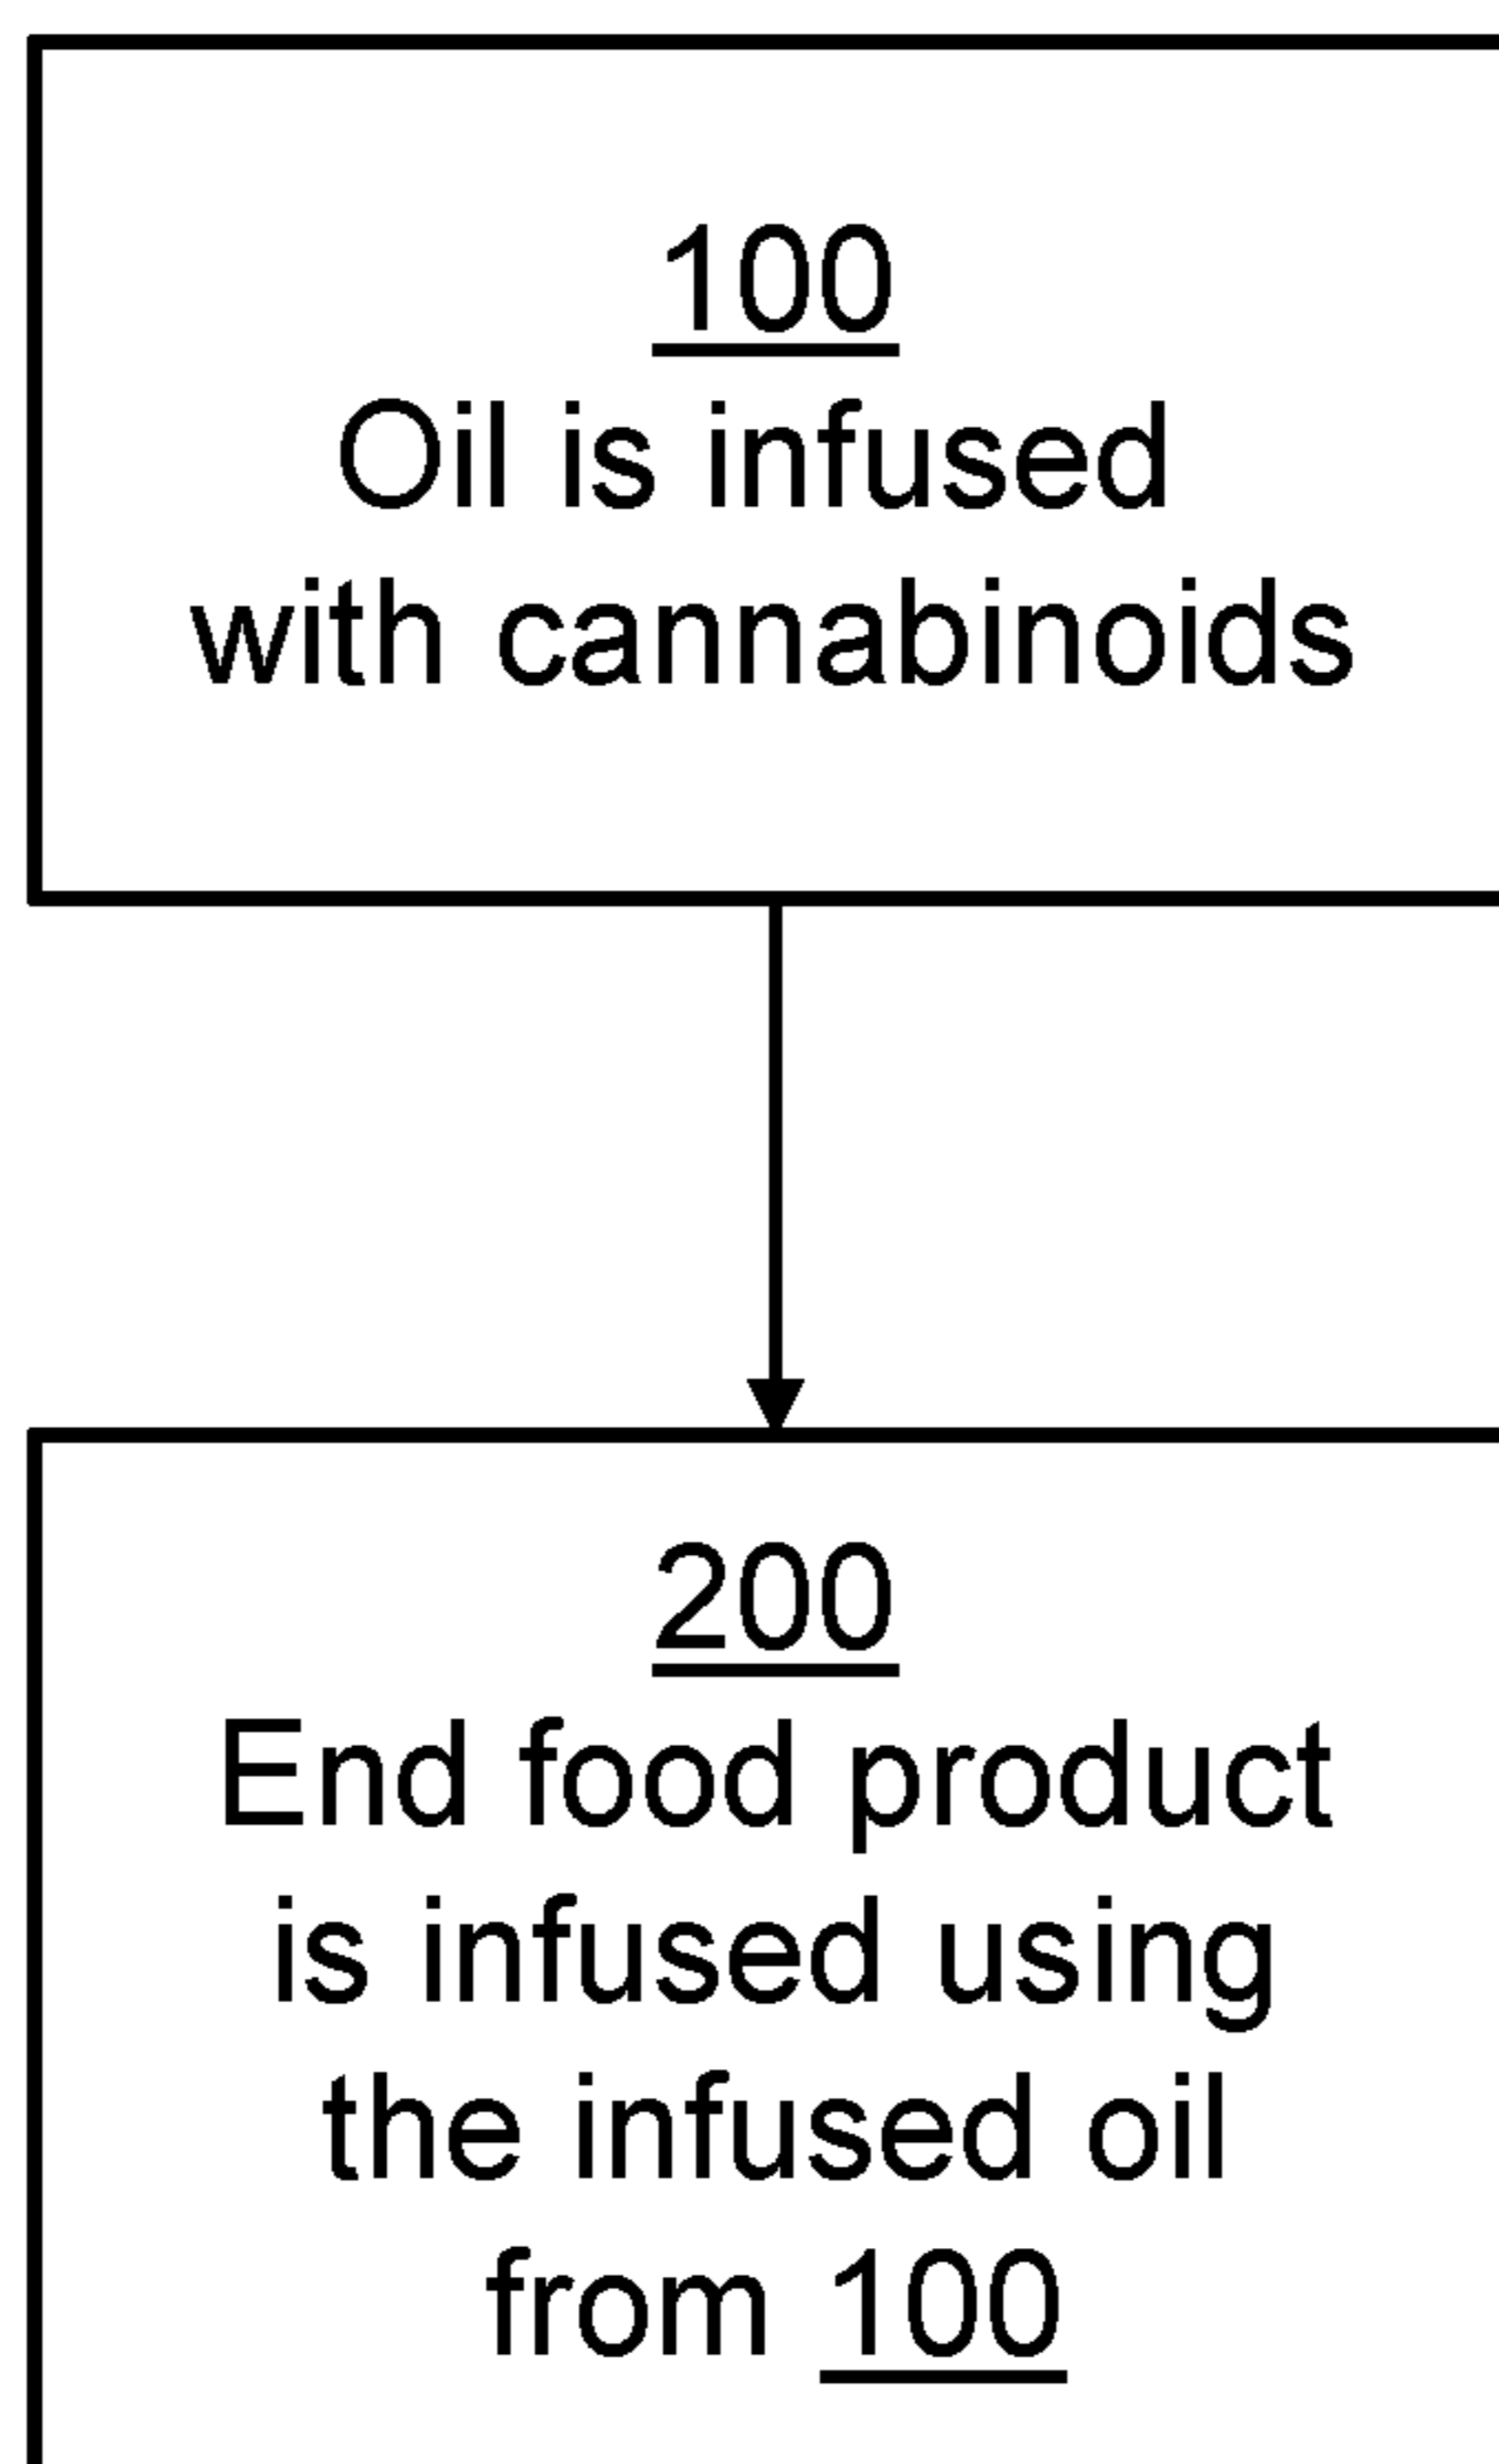 100
Oil is infused
with cannabinoids
200
End food product
is infused using
the infused oil
from 100